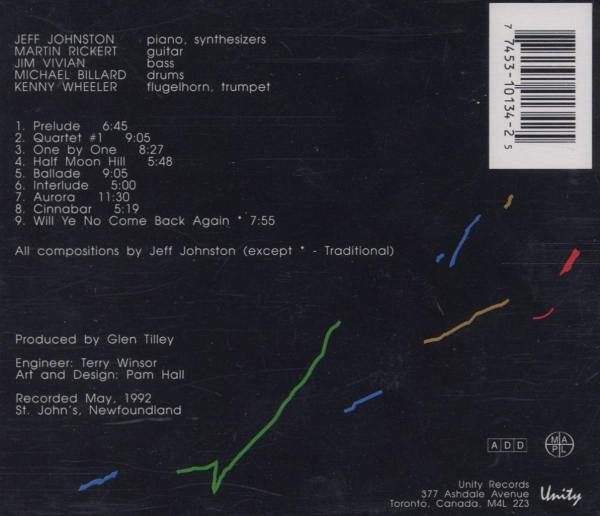 JEFF JOHNSTON piano, synthesizers
MARTIN RICKERT guitar
JIM VIVIAN bass
MICHAEL BILLARD drums
KENNY WHEELER flugelhorn, trumpet
7 7453-10134-2 5
1. Prelude 6:45
2. Quartet #1 9:05
3. One by One 8:27
4. Half Moon Hill 5:48
5. Ballade 9:05
6. Interlude 5:00
7. Aurora 11:30
8. Cinnabar 5:19
9. Will Ye No Come Back Again * 7:55
All compositions by Jeff Johnston (except * - Traditional)
Produced by Glen Tilley
Engineer: Terry Winsor
Art and Design: Pam Hall
Recorded May, 1992
St. John's, Newfoundland
A D D
M A P L
Unity Records
377 Ashdale Avenue
Toronto, Canada, M4L 2Z3
Unity